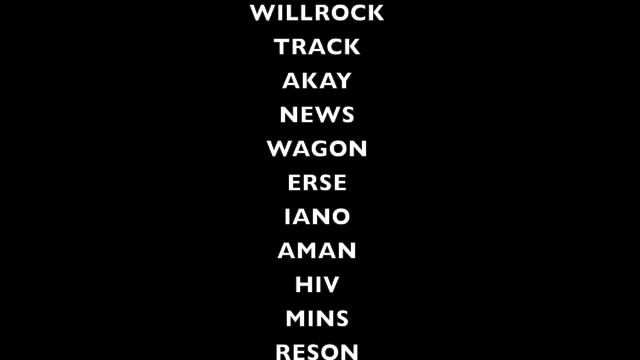 WILLROCK
TRACK
AKAY
NEWS
WAGON
ERSE
IANO
AMAN
HIV
MINS
RESON